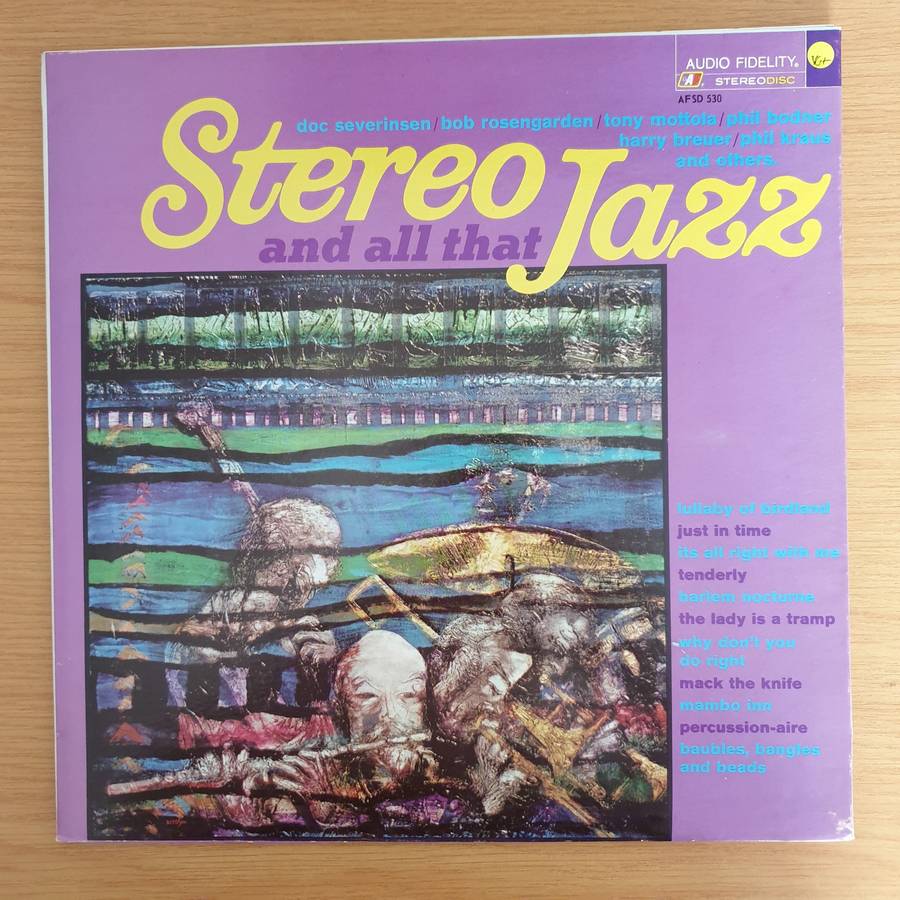 AUDIO FIDELITY®
STEREODISC
AFSD 530
VG+
doc severinsen/bob rosengarden/tony mottola/phil bodner
harry breuer/phil kraus
and others.
Stereo Jazz
and all that
lullaby of birdland
just in time
its all right with me
tenderly
harlem nocturne
the lady is a tramp
why don't you
do right
mack the knife
mambo inn
percussion-aire
baubles, bangles
and beads